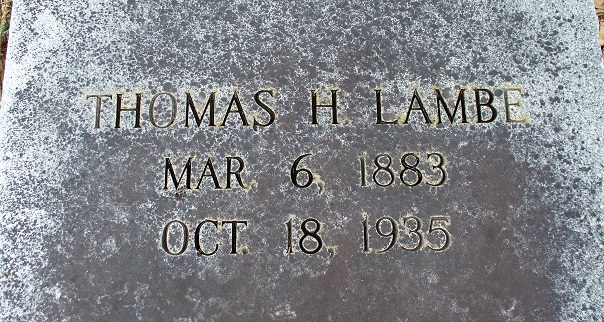 THOMAS H. LAMBE
MAR. 6, 1883
OCT. 18, 1935